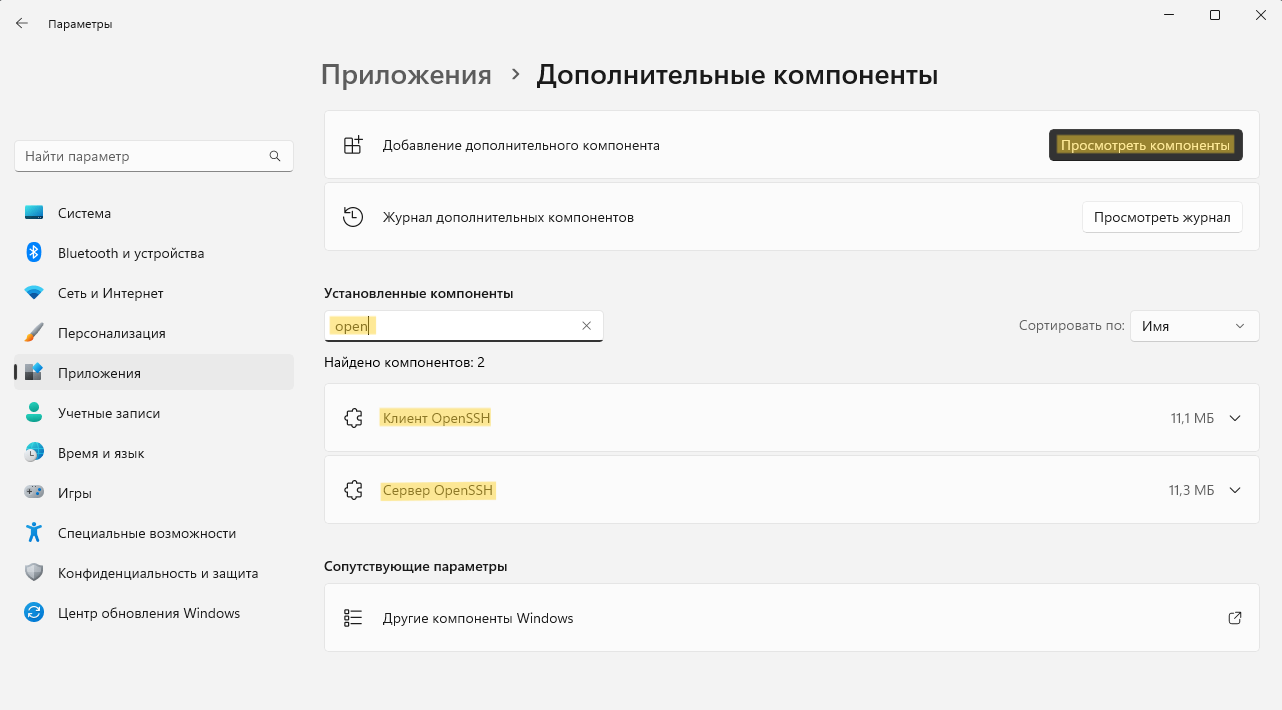 Параметры
Приложения > Дополнительные компоненты
Найти параметр
Система
Bluetooth и устройства
Сеть и Интернет
Персонализация
Приложения
Учетные записи
Время и язык
Игры
Специальные возможности
Конфиденциальность и защита
Центр обновления Windows
Добавление дополнительного компонента
Просмотреть компоненты
Журнал дополнительных компонентов
Просмотреть журнал
Установленные компоненты
open
Сортировать по: Имя
Найдено компонентов: 2
Клиент OpenSSH
11,1 МБ
Сервер OpenSSH
11,3 МБ
Сопутствующие параметры
Другие компоненты Windows